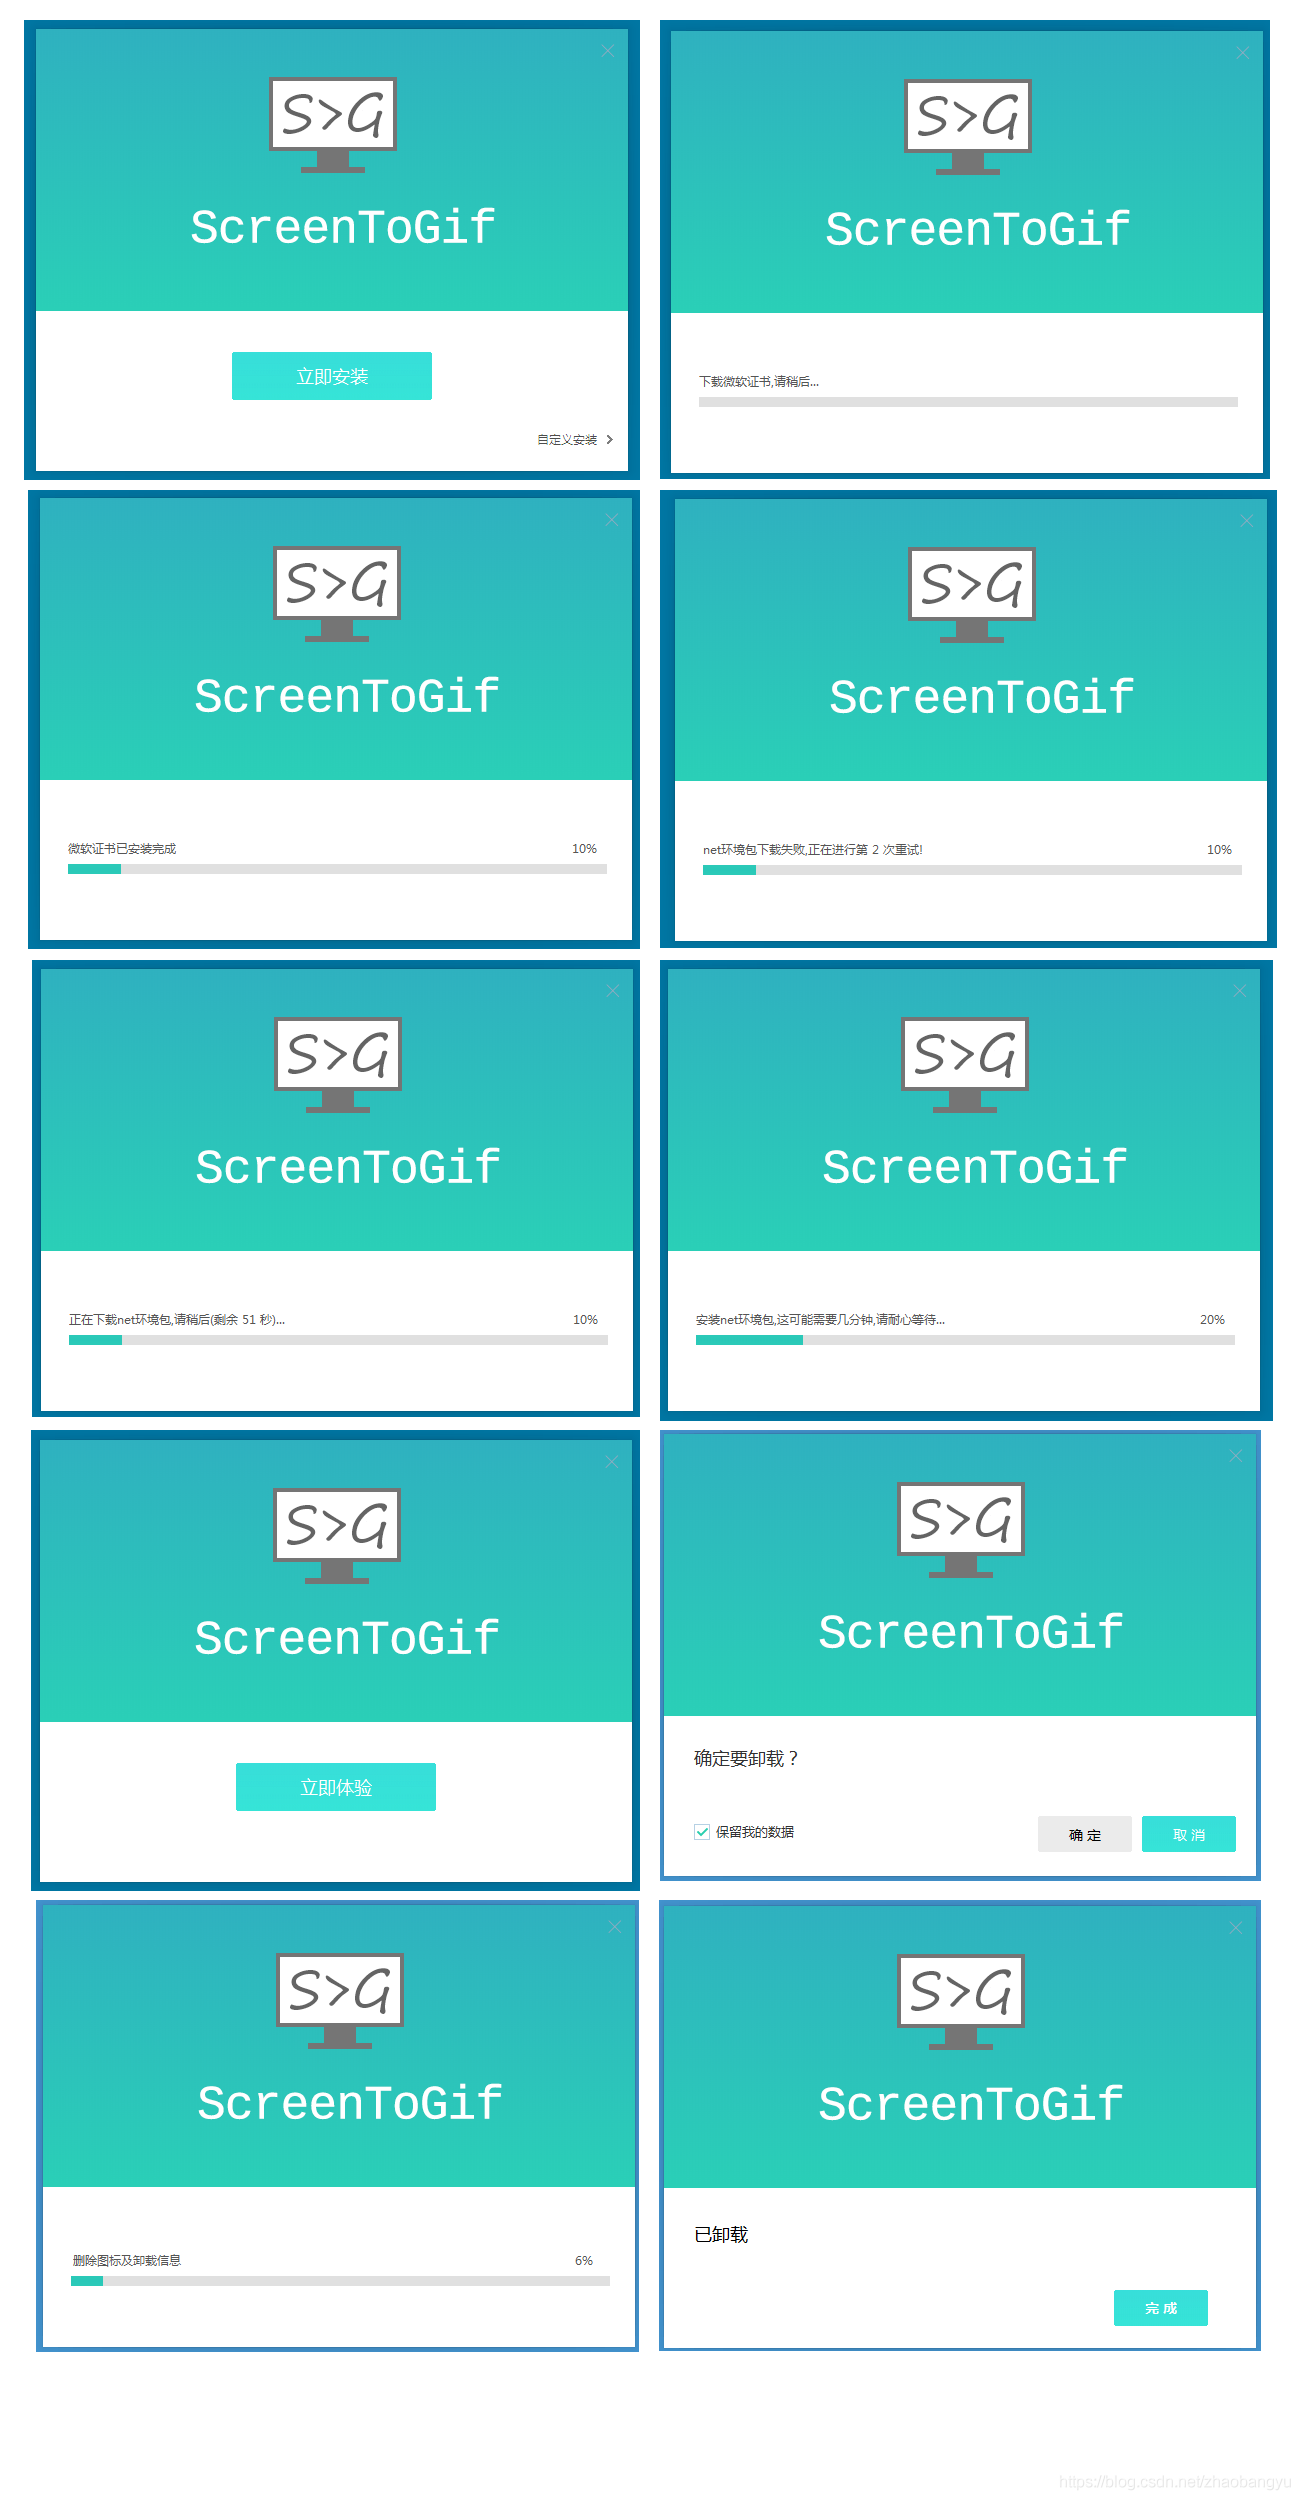 S>G
ScreenToGif
立即安装
自定义安装
S>G
ScreenToGif
下载微软证书,请稍后...
S>G
ScreenToGif
微软证书已安装完成 10%
S>G
ScreenToGif
net环境包下载失败,正在进行第 2 次重试! 10%
S>G
ScreenToGif
正在下载net环境包,请稍后(剩余 51 秒)... 10%
S>G
ScreenToGif
安装net环境包,这可能需要几分钟,请耐心等待... 20%
S>G
ScreenToGif
立即体验
S>G
ScreenToGif
确定要卸载？
保留我的数据 确 定 取 消
S>G
ScreenToGif
删除图标及卸载信息 6%
S>G
ScreenToGif
已卸载
完 成
https://blog.csdn.net/zhaobangyu